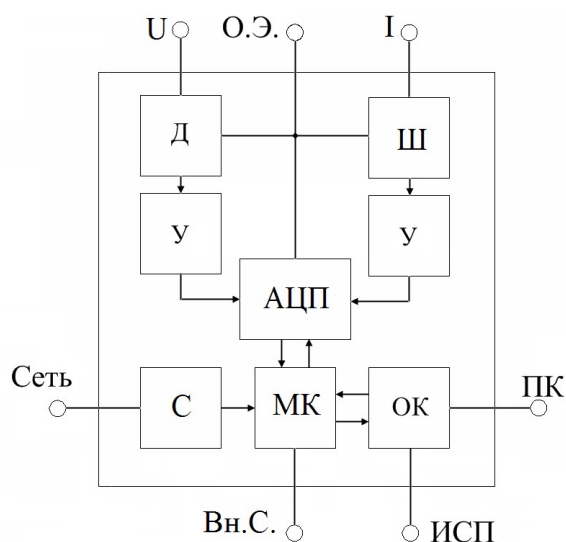 U О.Э. I
Д Ш
У У
АЦП
Сеть ПК
С МК ОК
Вн.С. ИСП